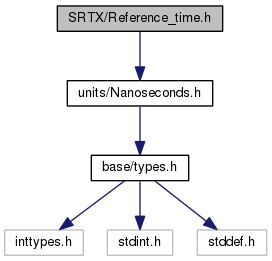 SRTX/Reference_time.h
units/Nanoseconds.h
base/types.h
inttypes.h
stdint.h
stddef.h